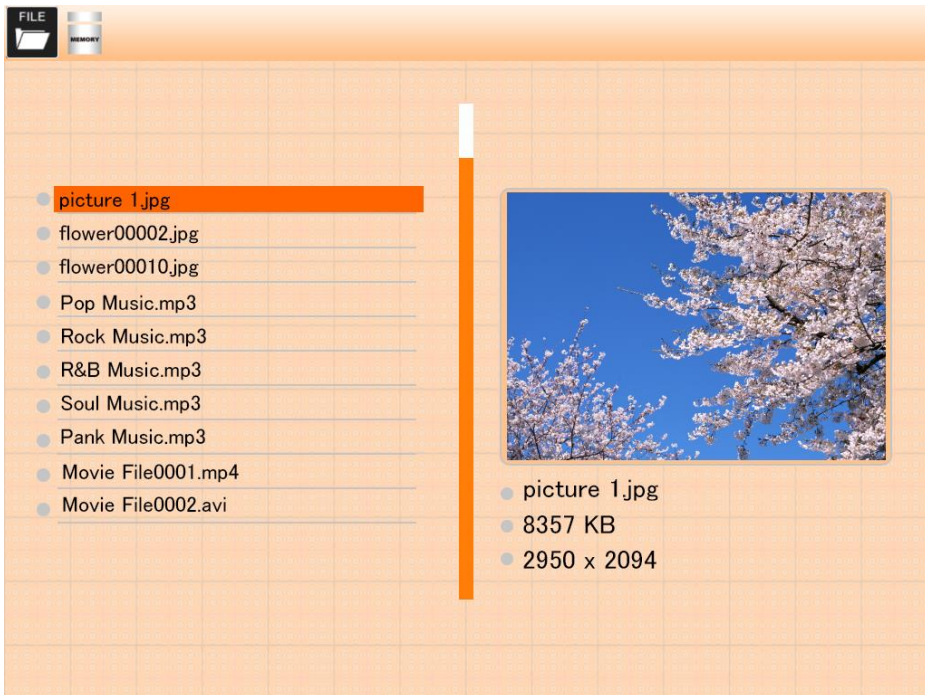 FILE
MEMORY
picture 1.jpg
flower00002.jpg
flower00010.jpg
Pop Music.mp3
Rock Music.mp3
R&B Music.mp3
Soul Music.mp3
Pank Music.mp3
Movie File0001.mp4
Movie File0002.avi
picture 1.jpg
8357 KB
2950 x 2094